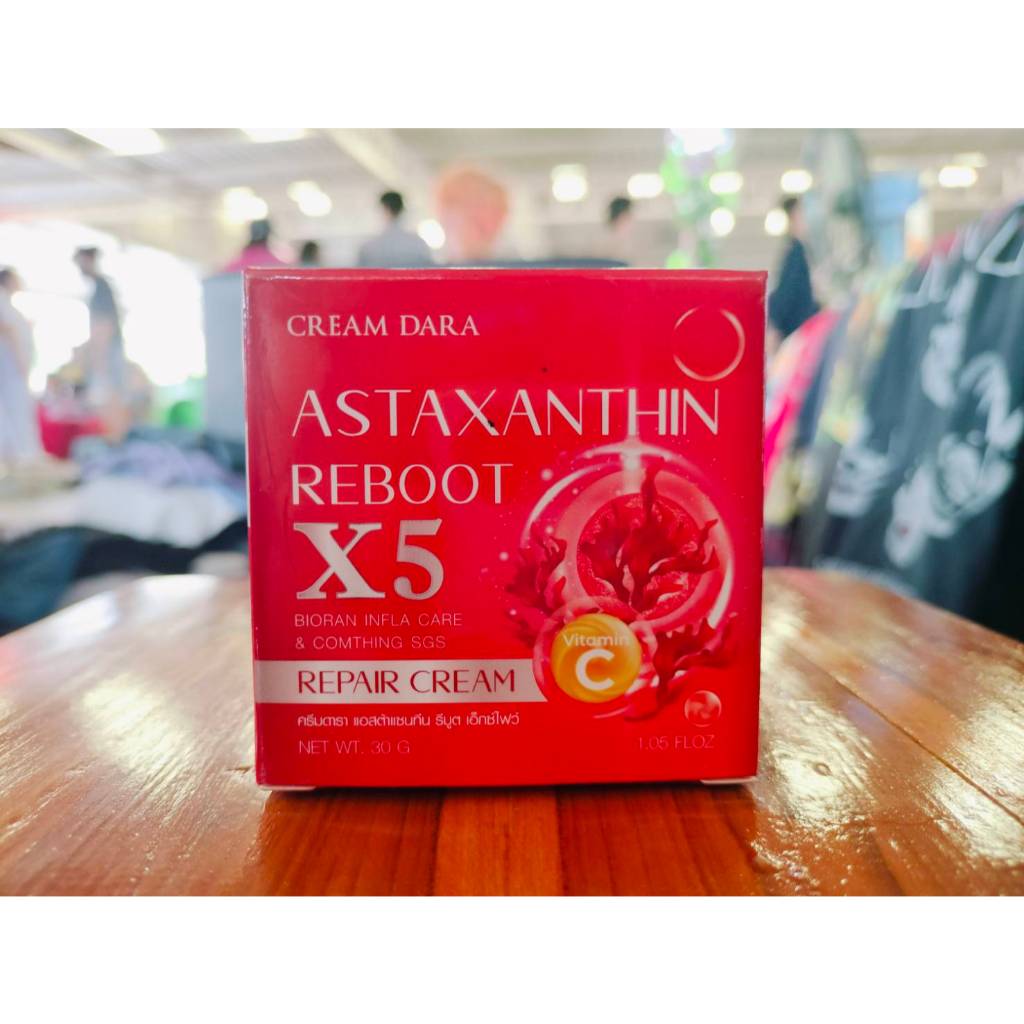 CREAM DARA
ASTAXANTHIN
REBOOT
X5
BIORAN INFLA CARE
& COMTHING SGS
Vitamin
C
REPAIR CREAM
ครีมดารา แอสต้าแซนทีน รีบูต เอ็กซ์ไฟว์
NET WT. 30 G
1.05 FLOZ